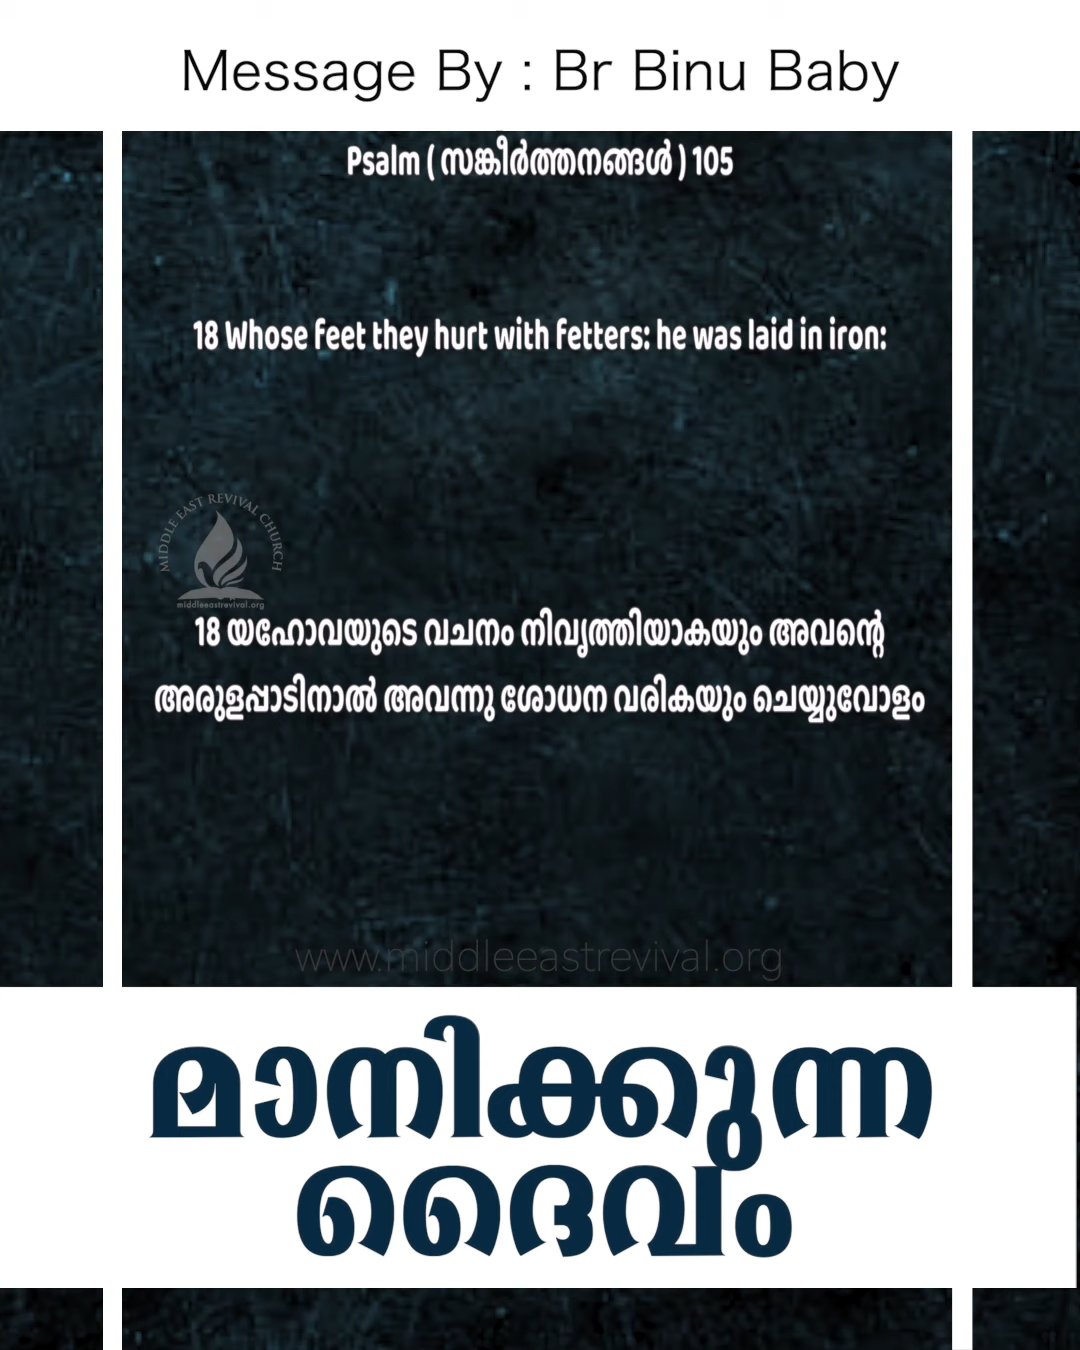 Message By : Br Binu Baby
Psalm ( സങ്കീർത്തനങ്ങൾ ) 105
18 Whose feet they hurt with fetters: he was laid in iron:
MIDDLE EAST REVIVAL CHURCH
middleeastrevival.org
18 യഹോവയുടെ വചനം നിവൃത്തിയാകയും അവന്റെ
അരുളപ്പാടിനാൽ അവന്നു ശോധന വരികയും ചെയ്യുവോളം
www.middleeastrevival.org
മാനിക്കുന്ന
ദൈവം